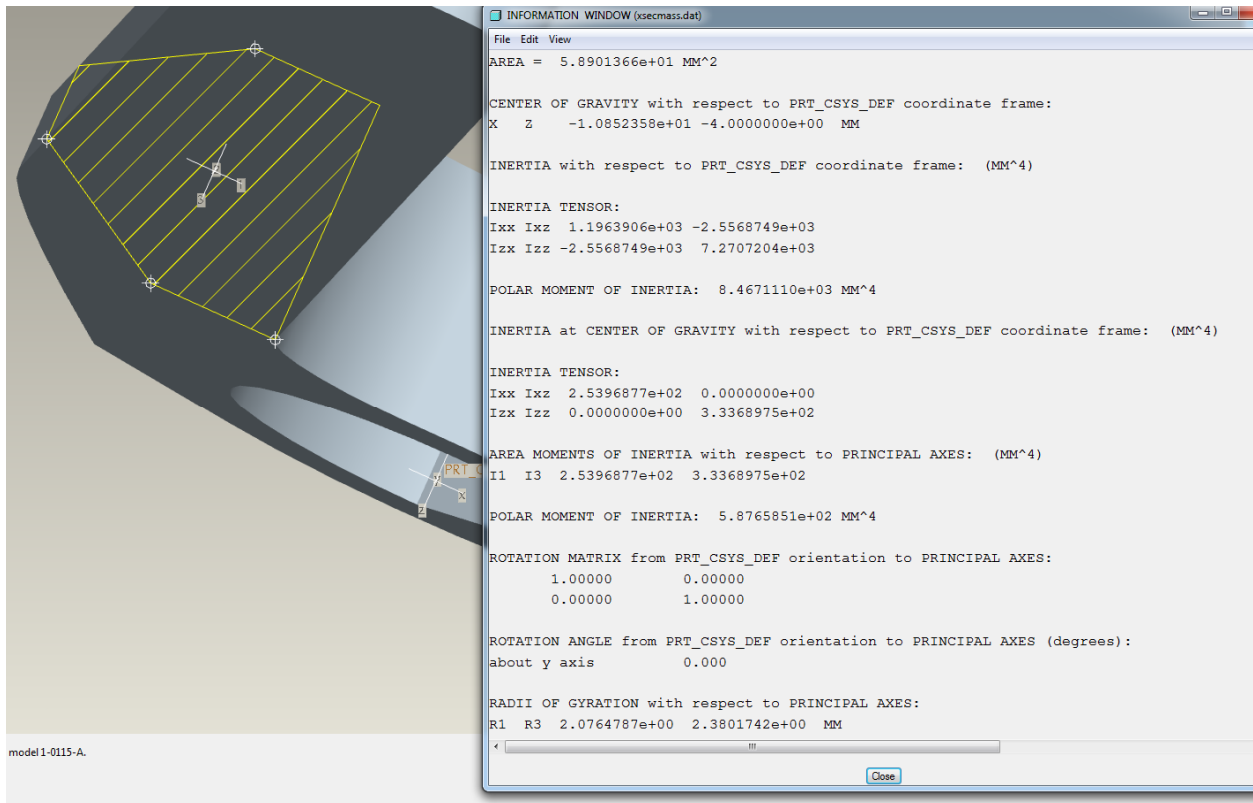 INFORMATION WINDOW (xsecmass.dat)
File Edit View
AREA = 5.8901366e+01 MM^2
CENTER OF GRAVITY with respect to PRT_CSYS_DEF coordinate frame:
X Z -1.0852358e+01 -4.0000000e+00 MM
INERTIA with respect to PRT_CSYS_DEF coordinate frame: (MM^4)
INERTIA TENSOR:
Ixx Ixz 1.1963906e+03 -2.5568749e+03
Izx Izz -2.5568749e+03 7.2707204e+03
POLAR MOMENT OF INERTIA: 8.4671110e+03 MM^4
INERTIA at CENTER OF GRAVITY with respect to PRT_CSYS_DEF coordinate frame: (MM^4)
INERTIA TENSOR:
Ixx Ixz 2.5396877e+02 0.0000000e+00
Izx Izz 0.0000000e+00 3.3368975e+02
AREA MOMENTS OF INERTIA with respect to PRINCIPAL AXES: (MM^4)
I1 I3 2.5396877e+02 3.3368975e+02
POLAR MOMENT OF INERTIA: 5.8765851e+02 MM^4
ROTATION MATRIX from PRT_CSYS_DEF orientation to PRINCIPAL AXES:
1.00000 0.00000
0.00000 1.00000
ROTATION ANGLE from PRT_CSYS_DEF orientation to PRINCIPAL AXES (degrees):
about y axis 0.000
RADII OF GYRATION with respect to PRINCIPAL AXES:
R1 R3 2.0764787e+00 2.3801742e+00 MM
Close
1
3
PRT_
Y
X
Z
model 1-0115-A.